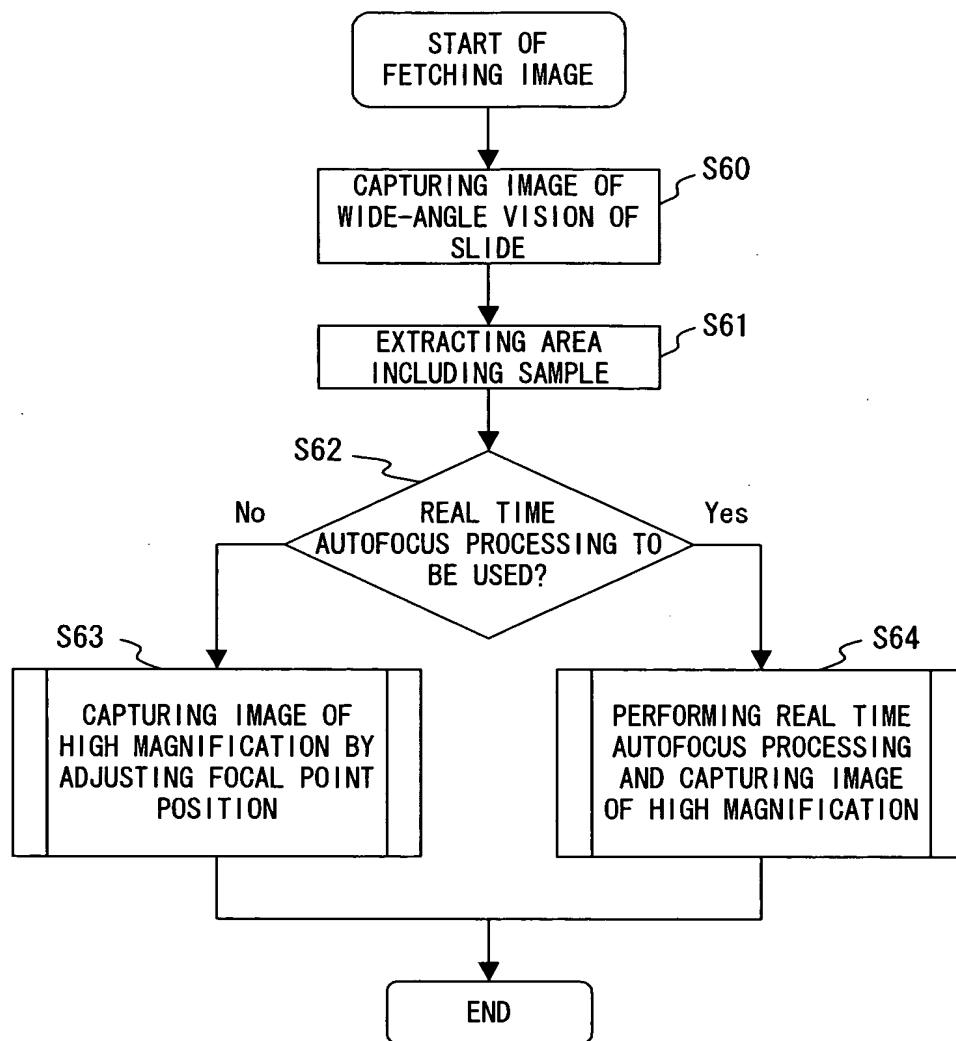 START OF
FETCHING IMAGE
S60
CAPTURING IMAGE OF
WIDE-ANGLE VISION OF
SLIDE
S61
EXTRACTING AREA
INCLUDING SAMPLE
S62
No
REAL TIME
AUTOFOCUS PROCESSING TO
BE USED?
Yes
S63
CAPTURING IMAGE OF
HIGH MAGNIFICATION BY
ADJUSTING FOCAL POINT
POSITION
S64
PERFORMING REAL TIME
AUTOFOCUS PROCESSING
AND CAPTURING IMAGE
OF HIGH MAGNIFICATION
END